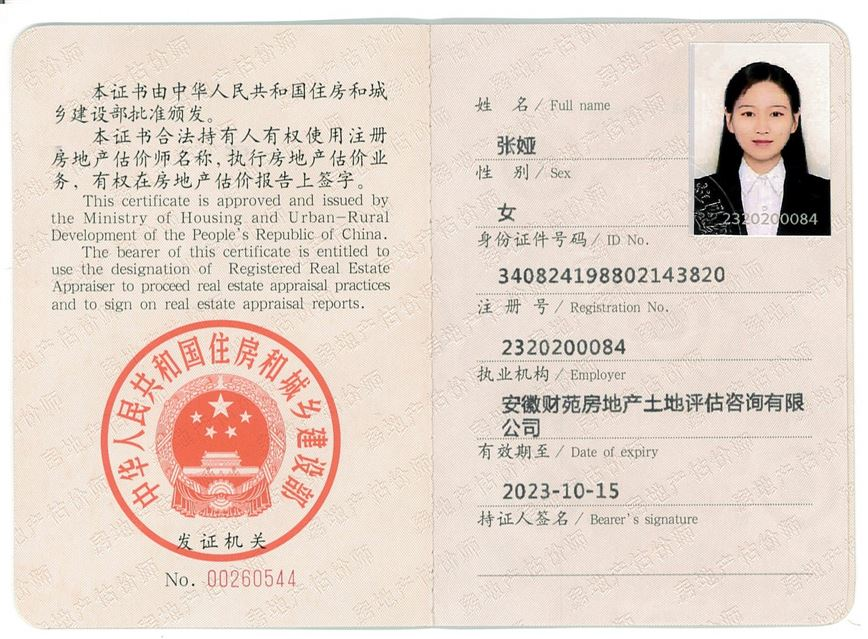 本证书由中华人民共和国住房和城
乡建设部批准颁发。
本证书合法持有人有权使用注册
房地产估价师名称,执行房地产估价业
务,有权在房地产估价报告上签字。
This certificate is approved and issued by
the Ministry of Housing and Urban-Rural
Development of the People's Republic of China.
The bearer of this certificate is entitled to
use the designation of Registered Real Estate
Appraiser to proceed real estate appraisal practices
and to sign on real estate appraisal reports.
中华人民共和国住房和城乡建设部
发证机关
No. 00260544
姓 名/Full name
张娅
性 别/Sex
女
身份证件号码/ID No.
340824198802143820
注 册 号/Registration No.
2320200084
执业机构/Employer
安徽财苑房地产土地评估咨询有限
公司
有效期至/Date of expiry
2023-10-15
持证人签名/Bearer's signature
2320200084